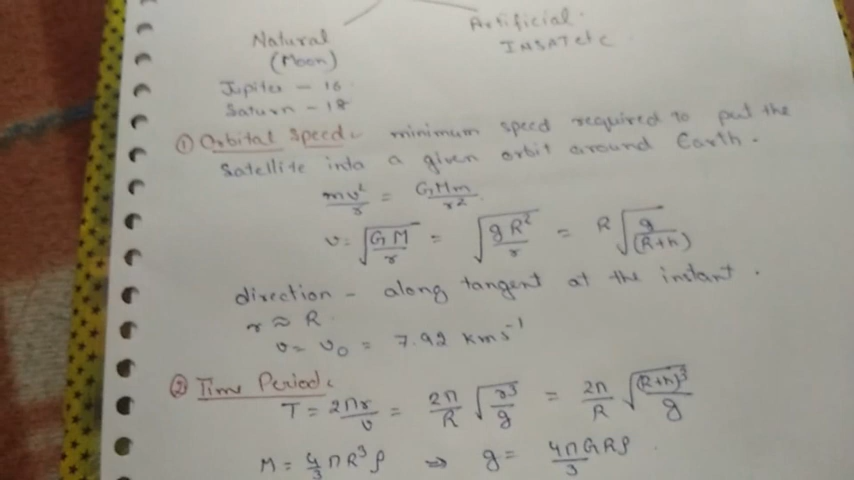 Natural
(Moon)
Artificial.
INSAT etc
Jupiter - 16
Saturn - 18
① Orbital Speed: minimum speed required to put the
satellite into a given orbit around Earth.
mv²/r = GMm/r²
v = √(GM/r) = √(gR²/r) = R √(g/(R+h))
direction - along tangent at the instant.
r ≈ R
v = v₀ = 7.92 kms⁻¹
② Time Period:
T = 2πr/v = 2π/R √(r³/g) = 2π/R √((R+h)³/g)
M = 4/3 πR³ρ ⇒ g = 4πGRρ/3